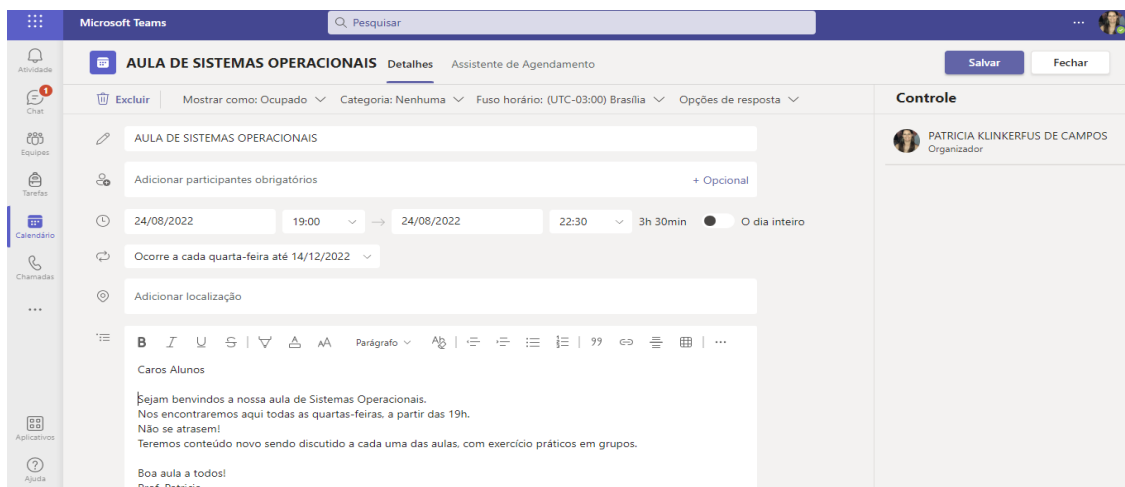 Microsoft Teams
Pesquisar
Atividade
1
Chat
Equipes
Tarefas
Calendário
Chamadas
Aplicativos
Ajuda
AULA DE SISTEMAS OPERACIONAIS Detalhes Assistente de Agendamento
Salvar Fechar
Excluir Mostrar como: Ocupado Categoria: Nenhuma Fuso horário: (UTC-03:00) Brasília Opções de resposta
AULA DE SISTEMAS OPERACIONAIS
Adicionar participantes obrigatórios + Opcional
24/08/2022 19:00 → 24/08/2022 22:30 3h 30min O dia inteiro
Ocorre a cada quarta-feira até 14/12/2022
Adicionar localização
B I U S A AA Parágrafo Ab 99
Caros Alunos
Sejam benvindos a nossa aula de Sistemas Operacionais.
Nos encontraremos aqui todas as quartas-feiras, a partir das 19h.
Não se atrasem!
Teremos conteúdo novo sendo discutido a cada uma das aulas, com exercício práticos em grupos.
Boa aula a todos!
Prof. Patricia
Controle
PATRICIA KLINKERFUS DE CAMPOS
Organizador